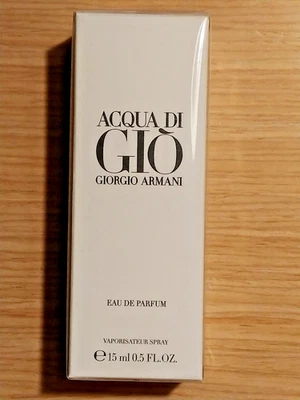 ACQUA DI
GIÒ
GIORGIO ARMANI
EAU DE PARFUM
VAPORISATEUR SPRAY
℮ 15 ml 0.5 FL.OZ.